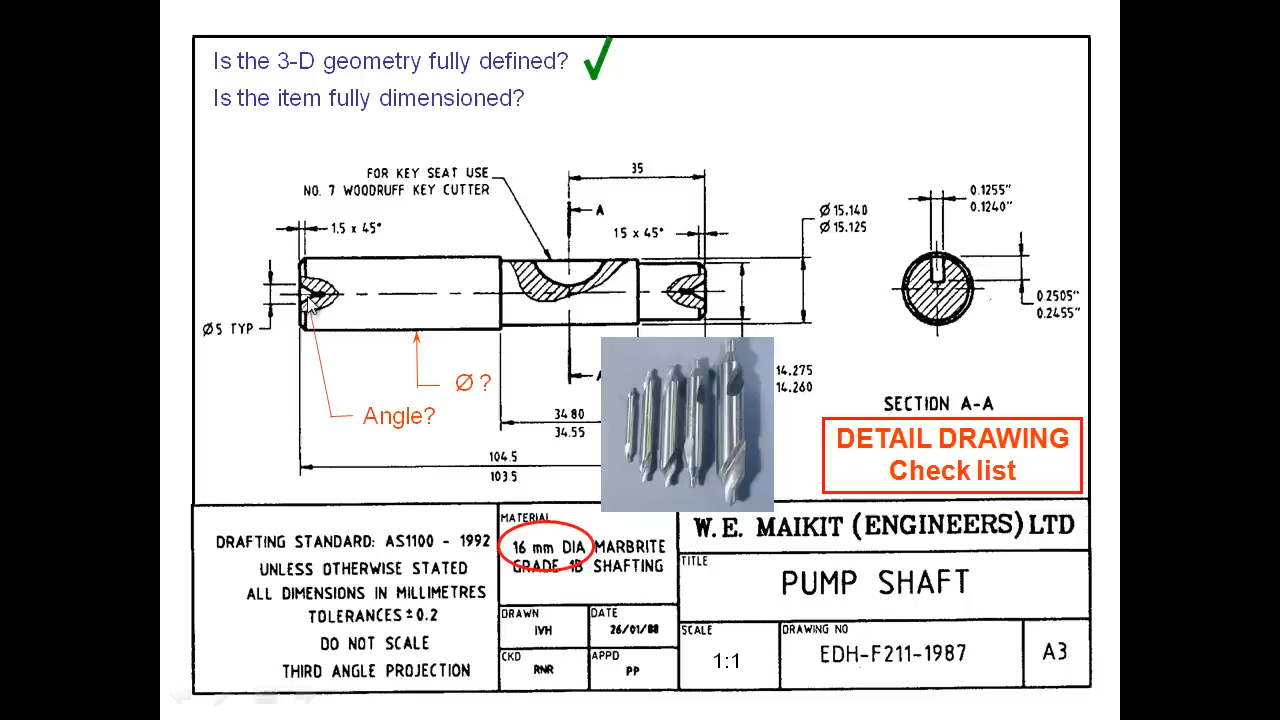 Is the 3-D geometry fully defined?
Is the item fully dimensioned?
FOR KEY SEAT USE
NO. 7 WOODRUFF KEY CUTTER
35
A
1.5 x 45°
15 x 45°
Ø 15.140
Ø 15.125
0.1255"
0.1240"
0.2505"
0.2455"
Ø5 TYP
Ø ?
Angle?
14.275
14.260
A
34.80
34.55
104.5
103.5
SECTION A-A
DETAIL DRAWING
Check list
DRAFTING STANDARD: AS1100 - 1992
UNLESS OTHERWISE STATED
ALL DIMENSIONS IN MILLIMETRES
TOLERANCES ±0.2
DO NOT SCALE
THIRD ANGLE PROJECTION
MATERIAL
16 mm DIA MARBRITE
GRADE 1B SHAFTING
DRAWN
IVH
DATE
26/01/88
CKD
RNR
APPD
PP
W. E. MAIKIT (ENGINEERS) LTD
TITLE
PUMP SHAFT
SCALE
1:1
DRAWING NO
EDH-F211-1987
A3